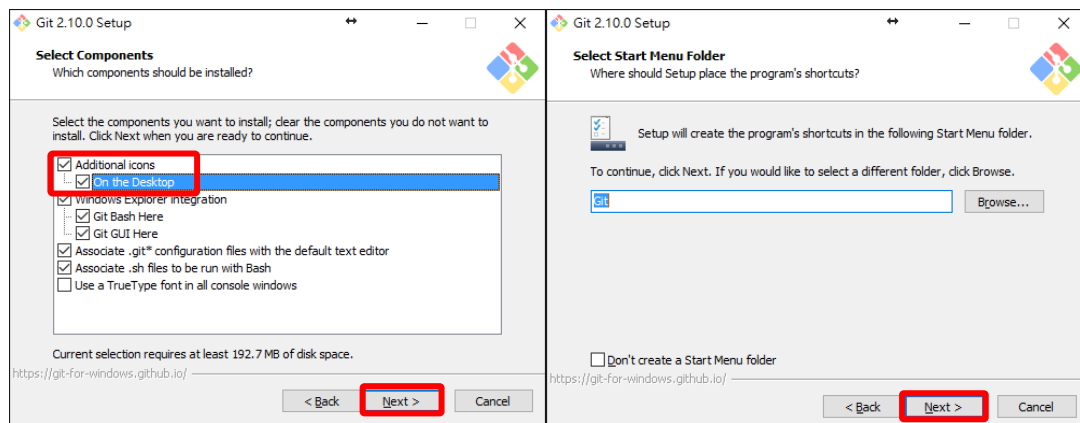 Git 2.10.0 Setup
Select Components
Which components should be installed?
Select the components you want to install; clear the components you do not want to
install. Click Next when you are ready to continue.
Additional icons
On the Desktop
Windows Explorer integration
Git Bash Here
Git GUI Here
Associate .git* configuration files with the default text editor
Associate .sh files to be run with Bash
Use a TrueType font in all console windows
Current selection requires at least 192.7 MB of disk space.
https://git-for-windows.github.io/
< Back
Next >
Cancel
Git 2.10.0 Setup
Select Start Menu Folder
Where should Setup place the program's shortcuts?
Setup will create the program's shortcuts in the following Start Menu folder.
To continue, click Next. If you would like to select a different folder, click Browse.
Git
Browse...
Don't create a Start Menu folder
https://git-for-windows.github.io/
< Back
Next >
Cancel